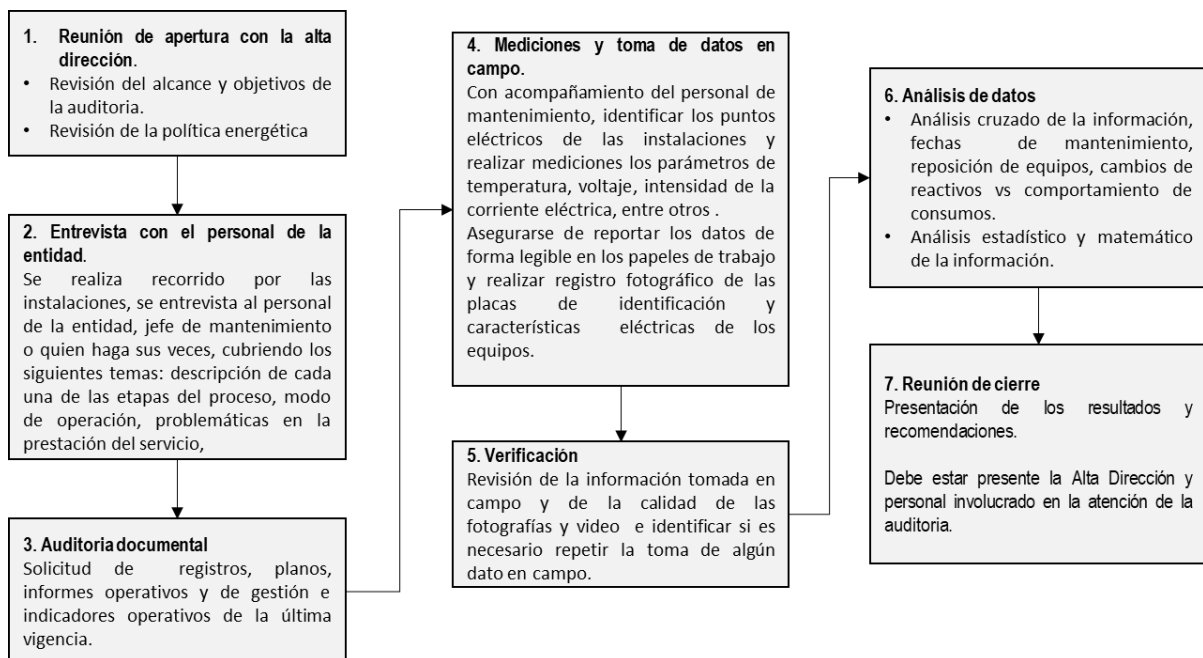 1. Reunión de apertura con la alta
dirección.
• Revisión del alcance y objetivos de
la auditoria.
• Revisión de la política energética
2. Entrevista con el personal de la
entidad.
Se realiza recorrido por las
instalaciones, se entrevista al personal
de la entidad, jefe de mantenimiento
o quien haga sus veces, cubriendo los
siguientes temas: descripción de cada
una de las etapas del proceso, modo
de operación, problemáticas en la
prestación del servicio,
3. Auditoria documental
Solicitud de registros, planos,
informes operativos y de gestión e
indicadores operativos de la última
vigencia.
4. Mediciones y toma de datos en
campo.
Con acompañamiento del personal de
mantenimiento, identificar los puntos
eléctricos de las instalaciones y
realizar mediciones los parámetros de
temperatura, voltaje, intensidad de la
corriente eléctrica, entre otros .
Asegurarse de reportar los datos de
forma legible en los papeles de trabajo
y realizar registro fotográfico de las
placas de identificación y
características eléctricas de los
equipos.
5. Verificación
Revisión de la información tomada en
campo y de la calidad de las
fotografías y video e identificar si es
necesario repetir la toma de algún
dato en campo.
6. Análisis de datos
• Análisis cruzado de la información,
fechas de mantenimiento,
reposición de equipos, cambios de
reactivos vs comportamiento de
consumos.
• Análisis estadístico y matemático
de la información.
7. Reunión de cierre
Presentación de los resultados y
recomendaciones.
Debe estar presente la Alta Dirección y
personal involucrado en la atención de la
auditoria.